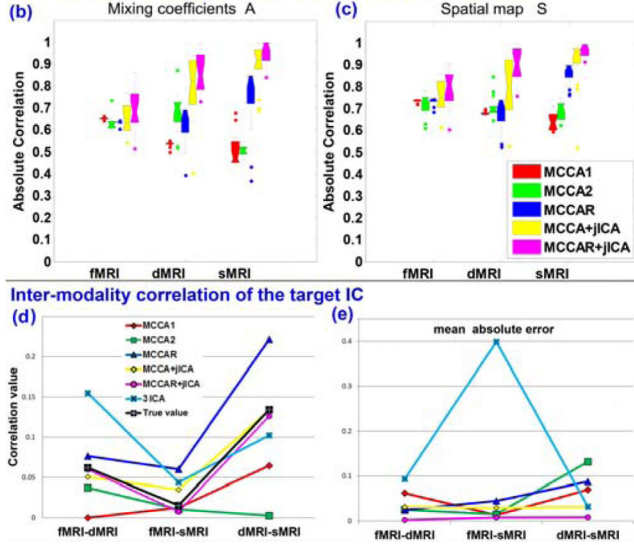 (b) Mixing coefficients A
Absolute Correlation
1
0.9
0.8
0.7
0.6
0.5
0.4
0.3
0.2
0.1
0
fMRI dMRI sMRI
(c) Spatial map S
Absolute Correlation
1
0.9
0.8
0.7
0.6
0.5
0.4
0.3
0.2
0.1
0
fMRI dMRI sMRI
MCCA1
MCCA2
MCCAR
MCCA+jICA
MCCAR+jICA
Inter-modality correlation of the target IC
(d)
Correlation value
0.2
0.15
0.1
0.05
0
MCCA1
MCCA2
MCCAR
MCCA+jICA
MCCAR+jICA
3 ICA
True value
fMRI-dMRI fMRI-sMRI dMRI-sMRI
(e)
mean absolute error
0.4
0.3
0.2
0.1
0
fMRI-dMRI fMRI-sMRI dMRI-sMRI